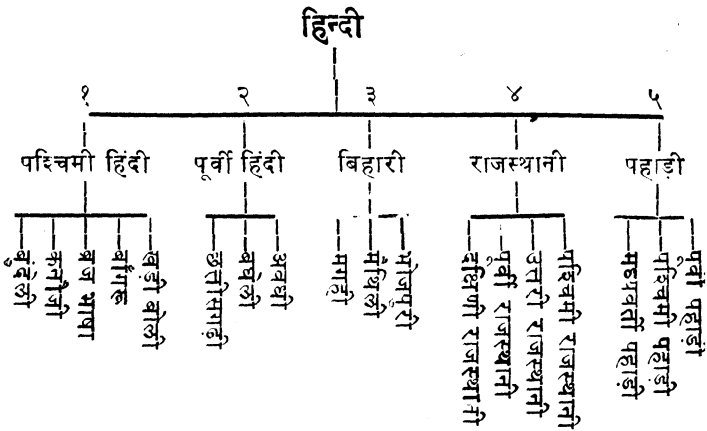 हिन्दी
१ २ ३ ४ ५
पश्चिमी हिंदी पूर्वी हिंदी बिहारी राजस्थानी पहाड़ी
बुंदेली
कनौजी
ब्रज भाषा
बाँगरू
खड़ी बोली
छत्तीसगढ़ी
बघेली
अवधी
मगही
मैथिली
भोजपुरी
दक्षिणी राजस्थानी
पूर्वी राजस्थानी
उत्तरी राजस्थानी
पश्चिमी राजस्थानी
मध्यवर्ती पहाड़ी
पश्चिमी पहाड़ी
पूर्वी पहाड़ी